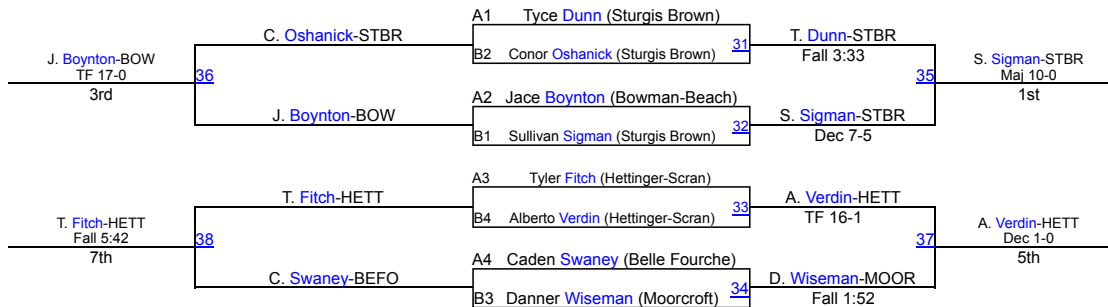 A1 Tyce Dunn (Sturgis Brown)
C. Oshanick-STBR
31
T. Dunn-STBR
B2 Conor Oshanick (Sturgis Brown)
Fall 3:33
J. Boynton-BOW
TF 17-0
36
3rd
35
S. Sigman-STBR
Maj 10-0
1st
A2 Jace Boynton (Bowman-Beach)
J. Boynton-BOW
32
S. Sigman-STBR
B1 Sullivan Sigman (Sturgis Brown)
Dec 7-5
A3 Tyler Fitch (Hettinger-Scran)
T. Fitch-HETT
33
A. Verdin-HETT
B4 Alberto Verdin (Hettinger-Scran)
TF 16-1
T. Fitch-HETT
Fall 5:42
38
7th
37
A. Verdin-HETT
Dec 1-0
5th
A4 Caden Swaney (Belle Fourche)
C. Swaney-BEFO
34
D. Wiseman-MOOR
B3 Danner Wiseman (Moorcroft)
Fall 1:52